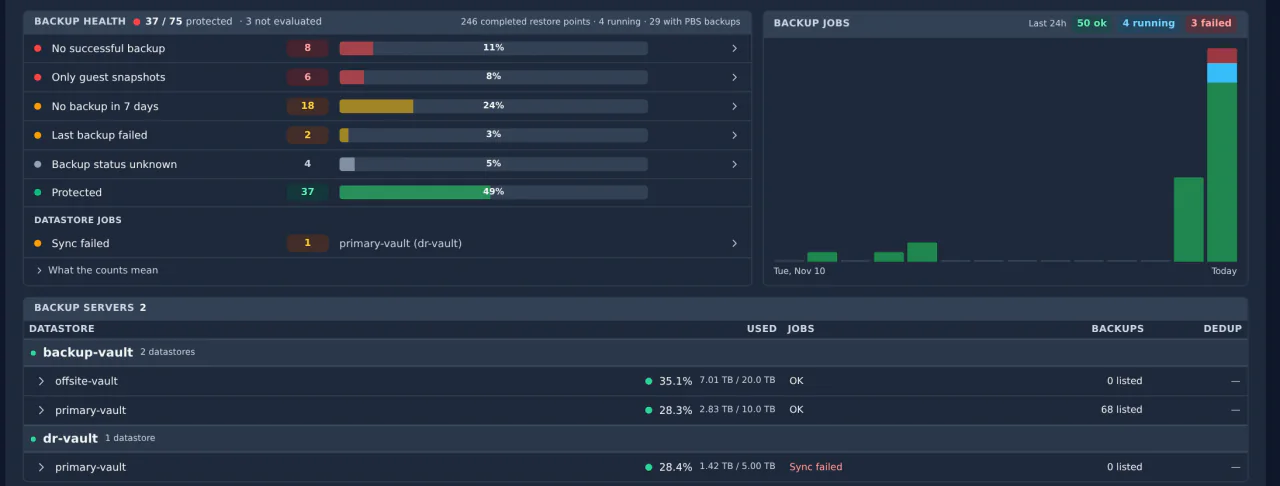 BACKUP HEALTH 37 / 75 protected · 3 not evaluated 246 completed restore points · 4 running · 29 with PBS backups
No successful backup 8 11%
Only guest snapshots 6 8%
No backup in 7 days 18 24%
Last backup failed 2 3%
Backup status unknown 4 5%
Protected 37 49%
DATASTORE JOBS
Sync failed 1 primary-vault (dr-vault)
What the counts mean
BACKUP JOBS Last 24h 50 ok 4 running 3 failed
Tue, Nov 10 Today
BACKUP SERVERS 2
DATASTORE USED JOBS BACKUPS DEDUP
backup-vault 2 datastores
offsite-vault 35.1% 7.01 TB / 20.0 TB OK 0 listed —
primary-vault 28.3% 2.83 TB / 10.0 TB OK 68 listed —
dr-vault 1 datastore
primary-vault 28.4% 1.42 TB / 5.00 TB Sync failed 0 listed —